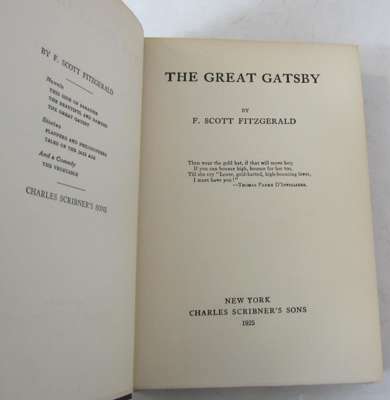 BY F. SCOTT FITZGERALD
Novels
THIS SIDE OF PARADISE
THE BEAUTIFUL AND DAMNED
THE GREAT GATSBY
Stories
FLAPPERS AND PHILOSOPHERS
TALES OF THE JAZZ AGE
And a Comedy
THE VEGETABLE
CHARLES SCRIBNER'S SONS
THE GREAT GATSBY
BY
F. SCOTT FITZGERALD
Then wear the gold hat, if that will move her;
If you can bounce high, bounce for her too,
Till she cry "Lover, gold-hatted, high-bouncing lover,
I must have you!"
—THOMAS PARKE D'INVILLIERS.
NEW YORK
CHARLES SCRIBNER'S SONS
1925